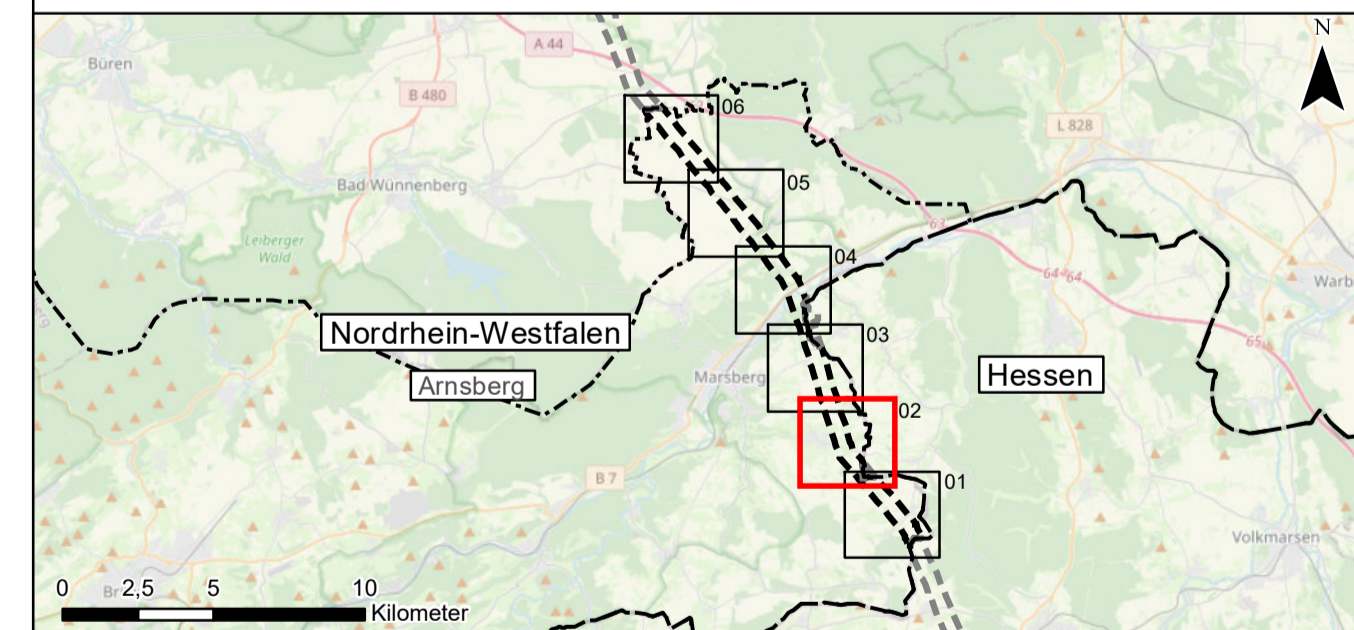 N
A 44
Büren
B 480
06
L 828
Bad Wünnenberg
05
63
Leiberger
Wald
04
64
64
Warb
Nordrhein-Westfalen
03
65
Marsberg
Hessen
Arnsberg
02
B 7
01
Volkmarsen
0
2,5
5
10
Br
Kilometer